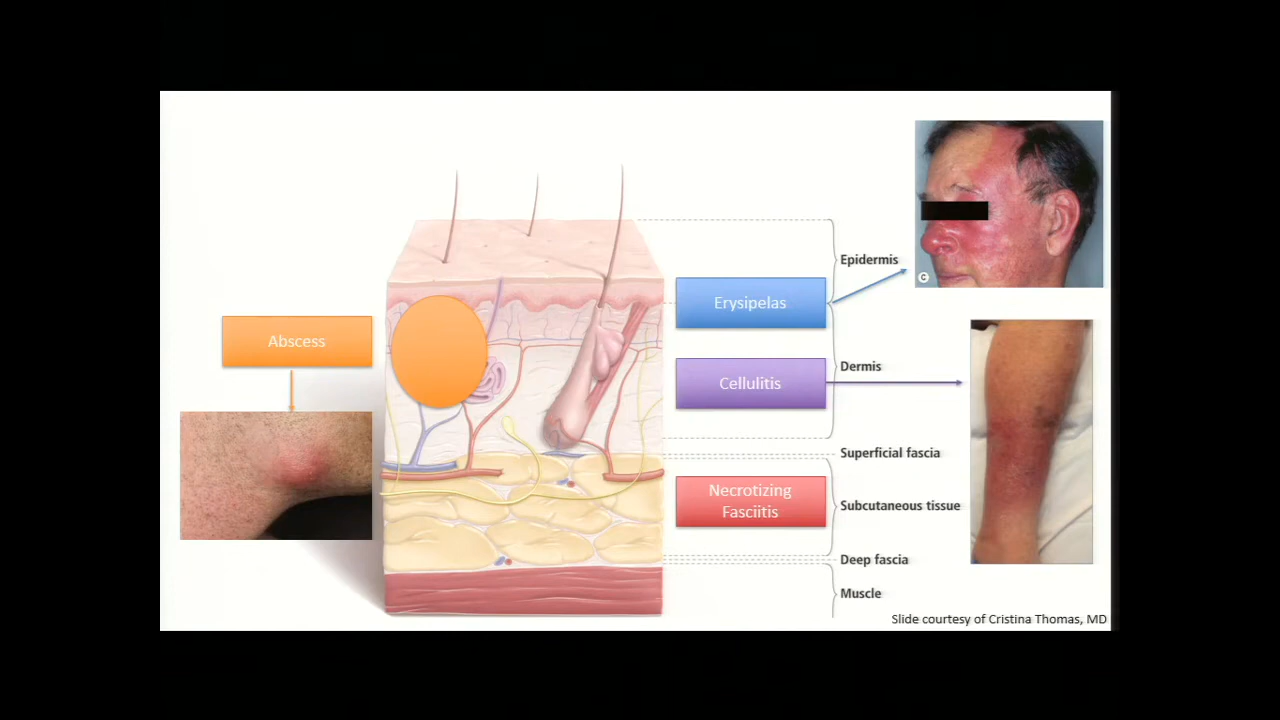 Epidermis
Erysipelas
©
Abscess
Dermis
Cellulitis
Superficial fascia
Necrotizing
Fasciitis
Subcutaneous tissue
Deep fascia
Muscle
Slide courtesy of Cristina Thomas, MD